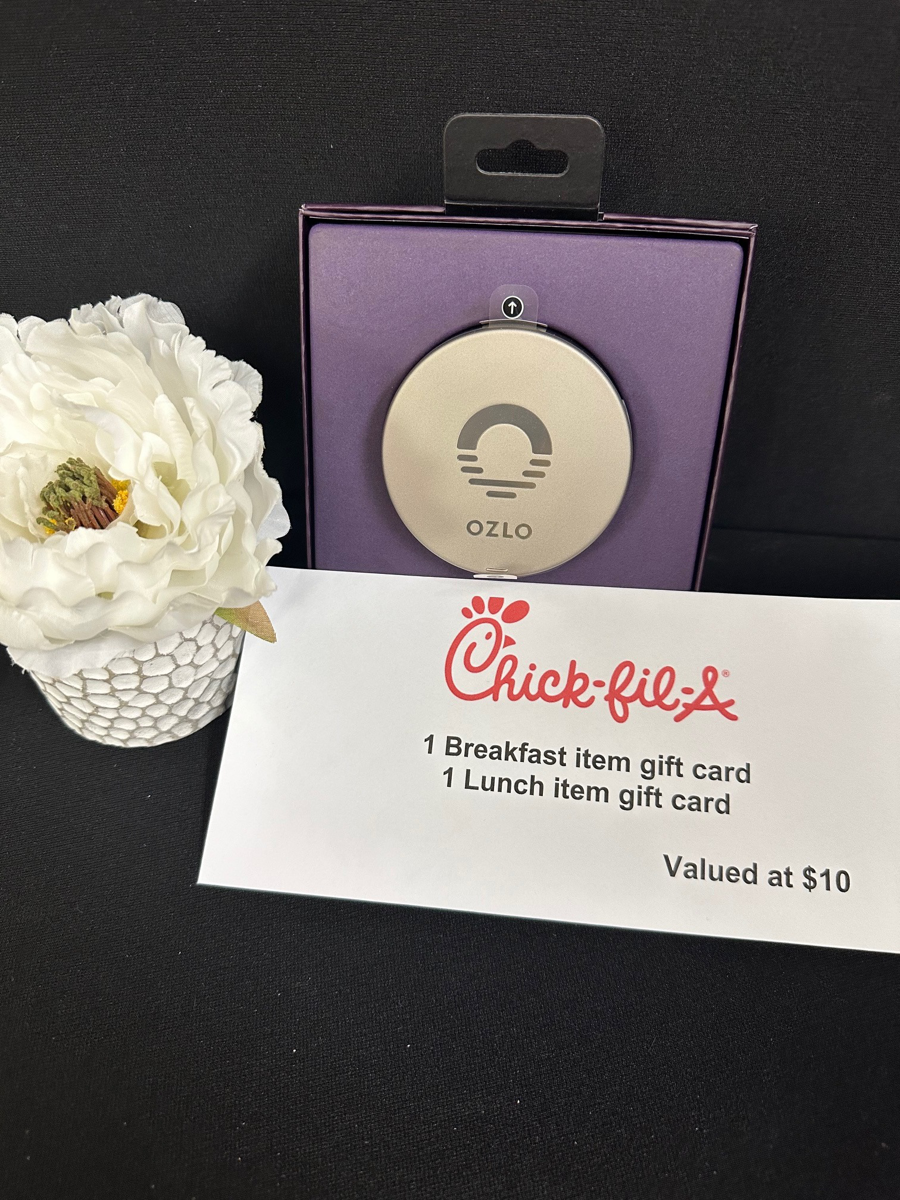 OZLO
Chick-fil-A®
1 Breakfast item gift card
1 Lunch item gift card
Valued at $10